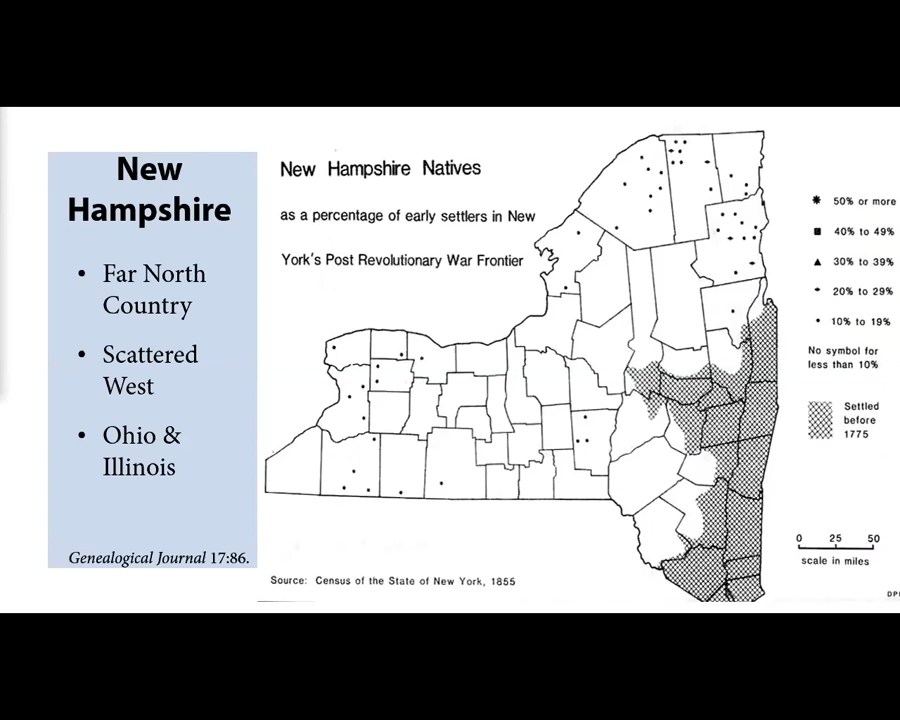 New
Hampshire
• Far North
Country
• Scattered
West
• Ohio &
Illinois
Genealogical Journal 17:86.
New Hampshire Natives
as a percentage of early settlers in New
York's Post Revolutionary War Frontier
50% or more
40% to 49%
30% to 39%
20% to 29%
10% to 19%
No symbol for
less than 10%
Settled
before
1775
0 25 50
scale in miles
Source: Census of the State of New York, 1855